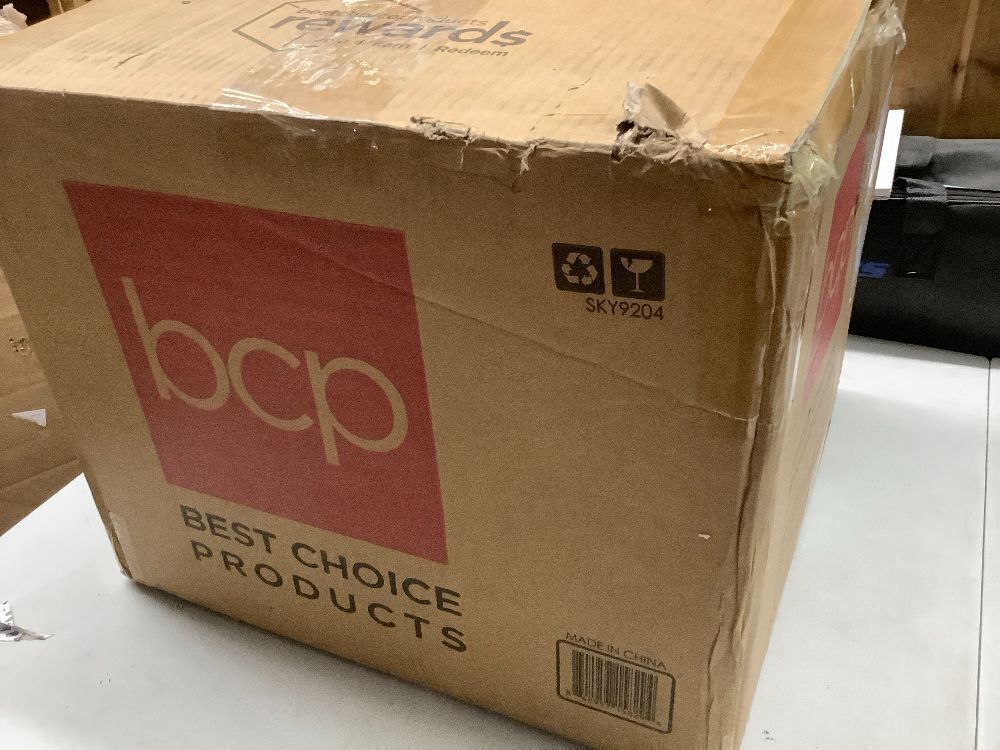 rewards
Redeem
bcp
BEST CHOICE
PRODUCTS
SKY9204
MADE IN CHINA